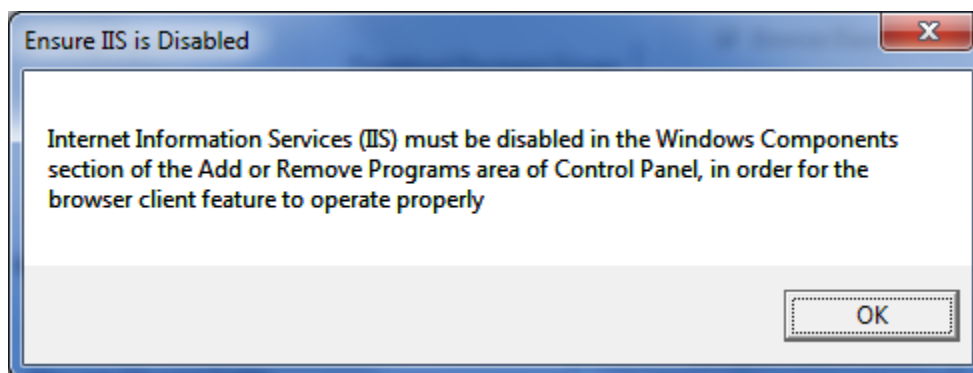 Ensure IIS is Disabled
Internet Information Services (IIS) must be disabled in the Windows Components
section of the Add or Remove Programs area of Control Panel, in order for the
browser client feature to operate properly
OK